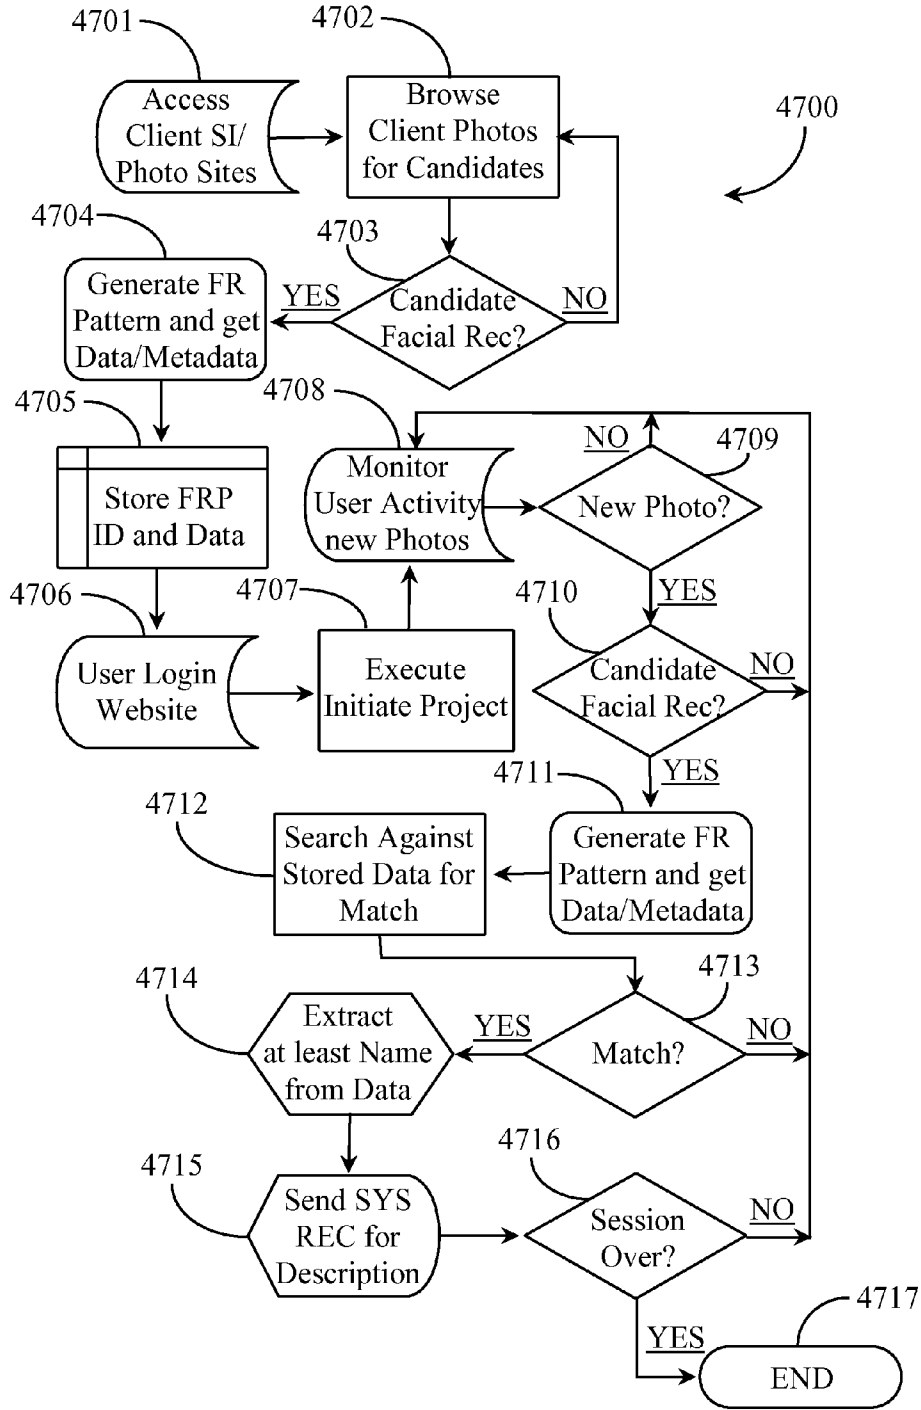 4701
Access
Client SI/
Photo Sites
4702
Browse
Client Photos
for Candidates
4700
4703
Candidate
Facial Rec?
YES
NO
4704
Generate FR
Pattern and get
Data/Metadata
4705
Store FRP
ID and Data
4706
User Login
Website
4707
Execute
Initiate Project
4708
Monitor
User Activity
new Photos
4709
NO
New Photo?
YES
4710
Candidate
Facial Rec?
NO
YES
4711
Generate FR
Pattern and get
Data/Metadata
4712
Search Against
Stored Data for
Match
4713
Match?
YES
NO
4714
Extract
at least Name
from Data
4715
Send SYS
REC for
Description
4716
Session
Over?
NO
YES
4717
END